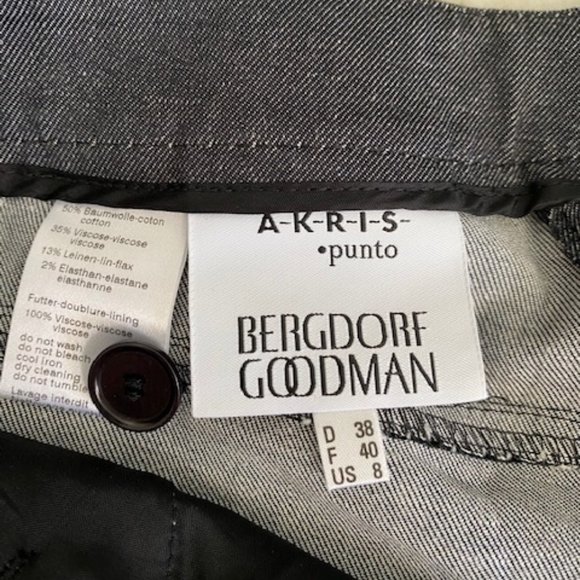 50% Baumwolle-coton
cotton
35% Viscose-viscose
viscose
13% Leinen-lin-flax
2% Elasthan-elastane
elasthanne
Futter-doublure-lining
100% Viscose-viscose
viscose
do not wash
do not bleach
cool iron
dry cleaning
do not tumble
Lavage interdit
A-K-R-I-S-
•punto
BERGDORF
GOODMAN
D 38
F 40
US 8